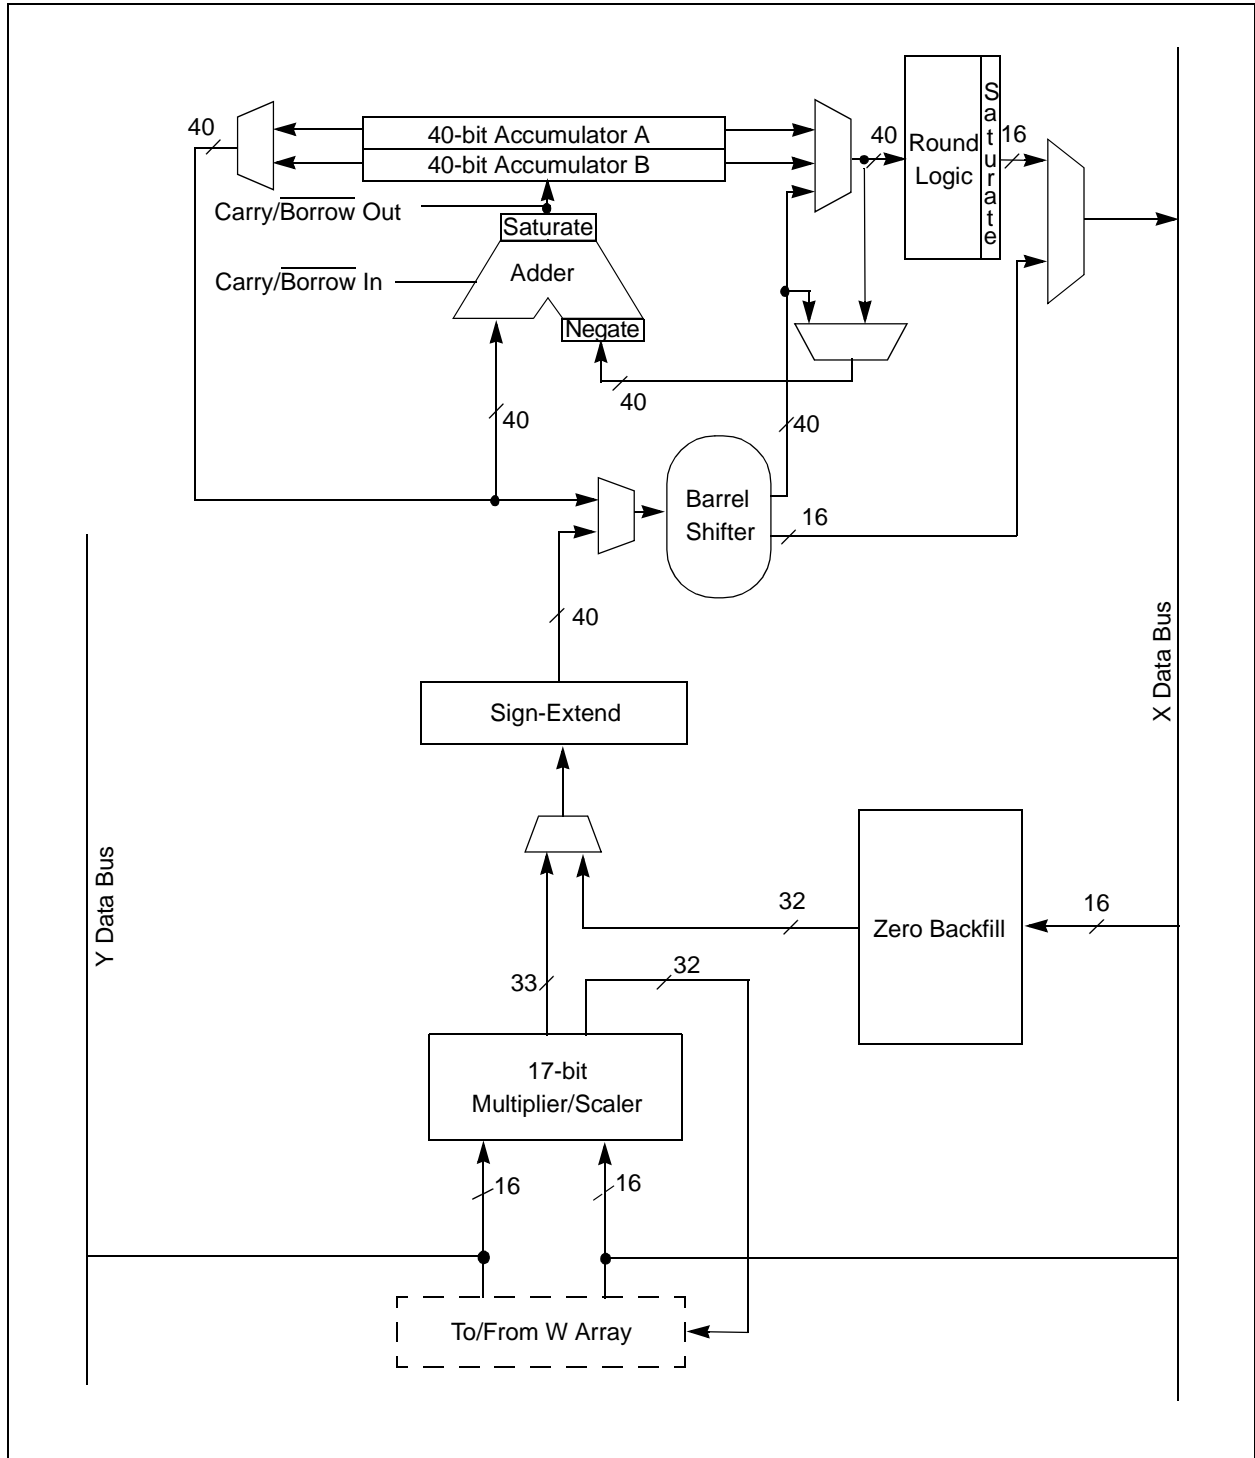 40
40-bit Accumulator A
40-bit Accumulator B
40
Round
Logic
Saturate
16
Carry/Borrow Out
Saturate
Carry/Borrow In
Adder
Negate
40
40
40
Barrel
Shifter
16
40
X Data Bus
Sign-Extend
Y Data Bus
32
Zero Backfill
16
33
32
17-bit
Multiplier/Scaler
16
16
To/From W Array